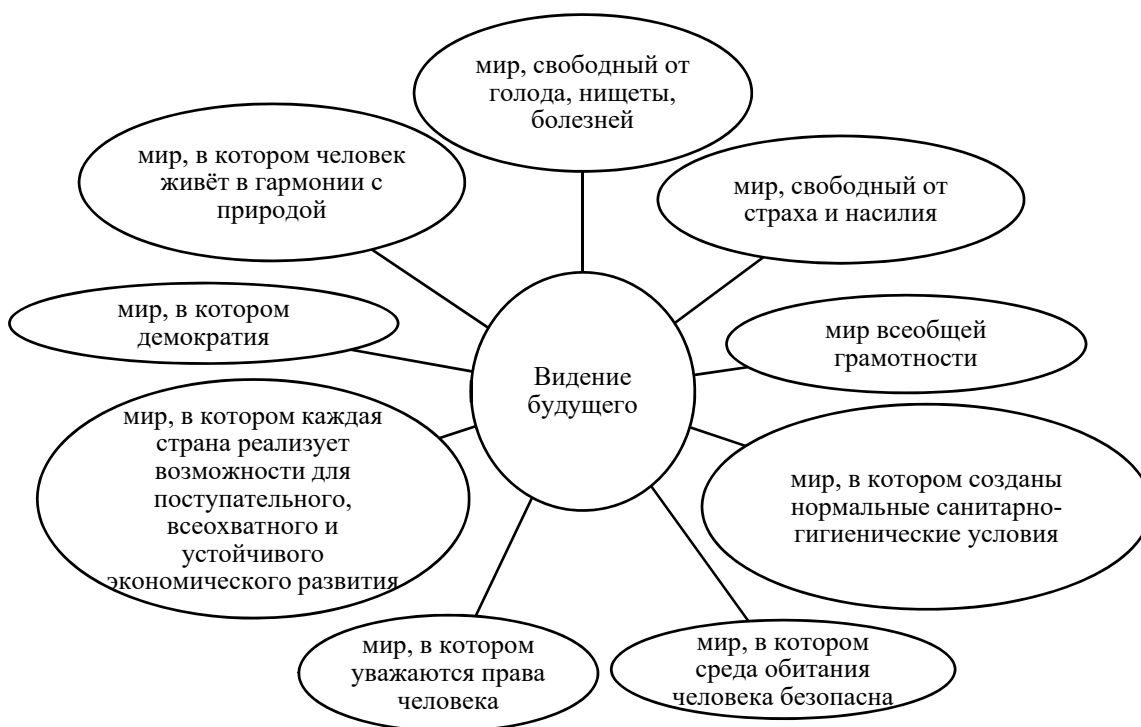 мир, свободный от
голода, нищеты,
болезней
мир, в котором человек
живёт в гармонии с
природой
мир, свободный от
страха и насилия
мир, в котором
демократия
мир всеобщей
грамотности
Видение
будущего
мир, в котором каждая
страна реализует
возможности для
поступательного,
всеохватного и
устойчивого
экономического развития
мир, в котором созданы
нормальные санитарно-
гигиенические условия
мир, в котором
уважаются права
человека
мир, в котором
среда обитания
человека безопасна